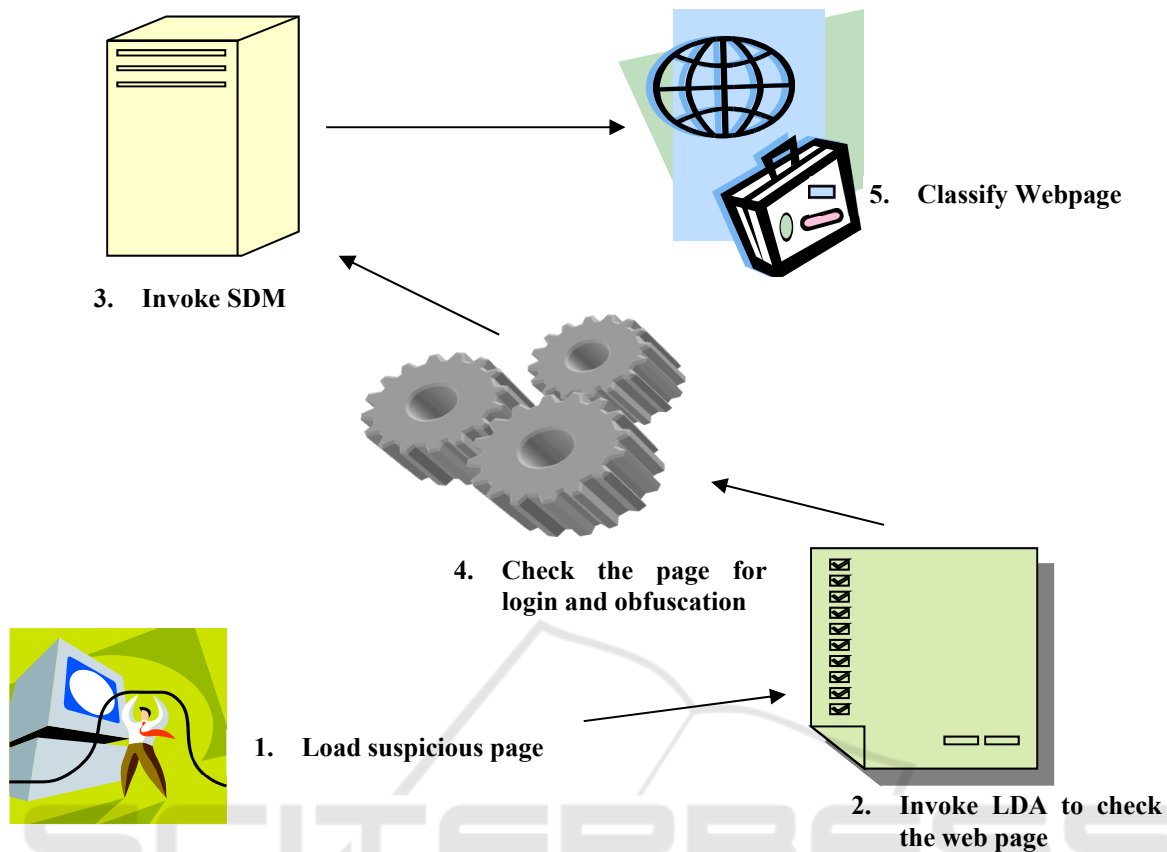 5. Classify Webpage
3. Invoke SDM
4. Check the page for
login and obfuscation
1. Load suspicious page
2. Invoke LDA to check
the web page
SCITEPRESS